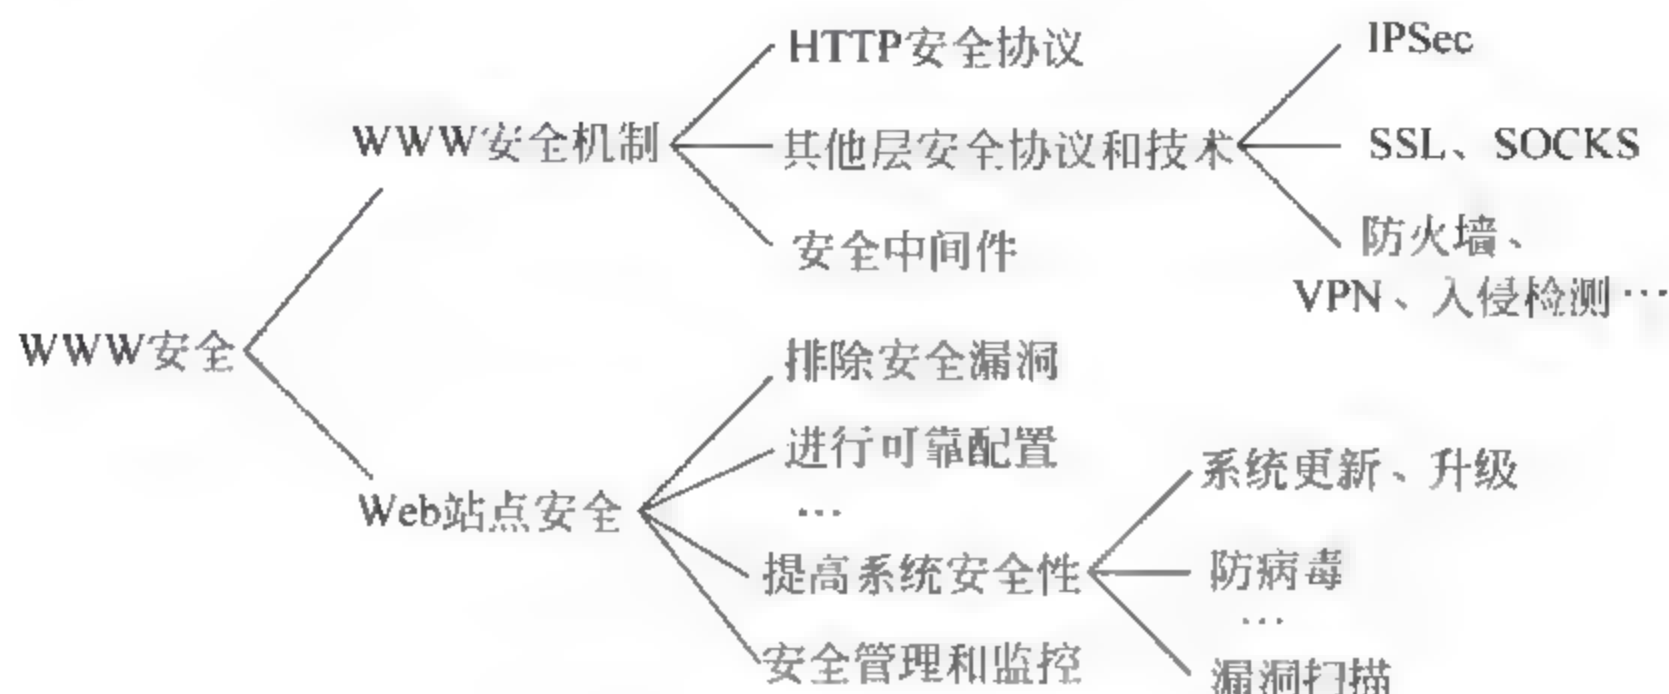 HTTP安全协议
IPSec
WWW安全机制
其他层安全协议和技术
SSL、SOCKS
安全中间件
防火墙、
VPN、入侵检测…
WWW安全
排除安全漏洞
进行可靠配置
…
Web站点安全
系统更新、升级
提高系统安全性
防病毒
…
安全管理和监控
漏洞扫描